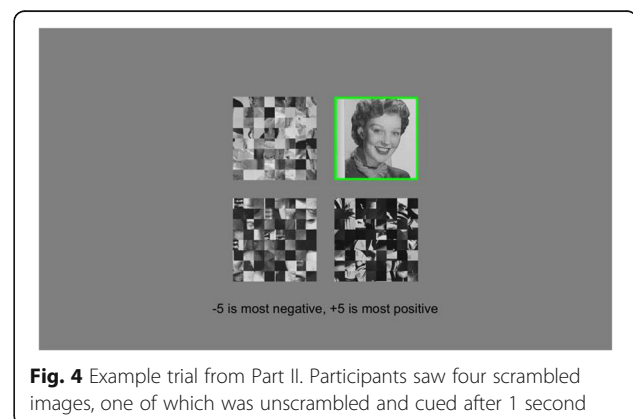 -5 is most negative, +5 is most positive
Fig. 4 Example trial from Part II. Participants saw four scrambled
images, one of which was unscrambled and cued after 1 second